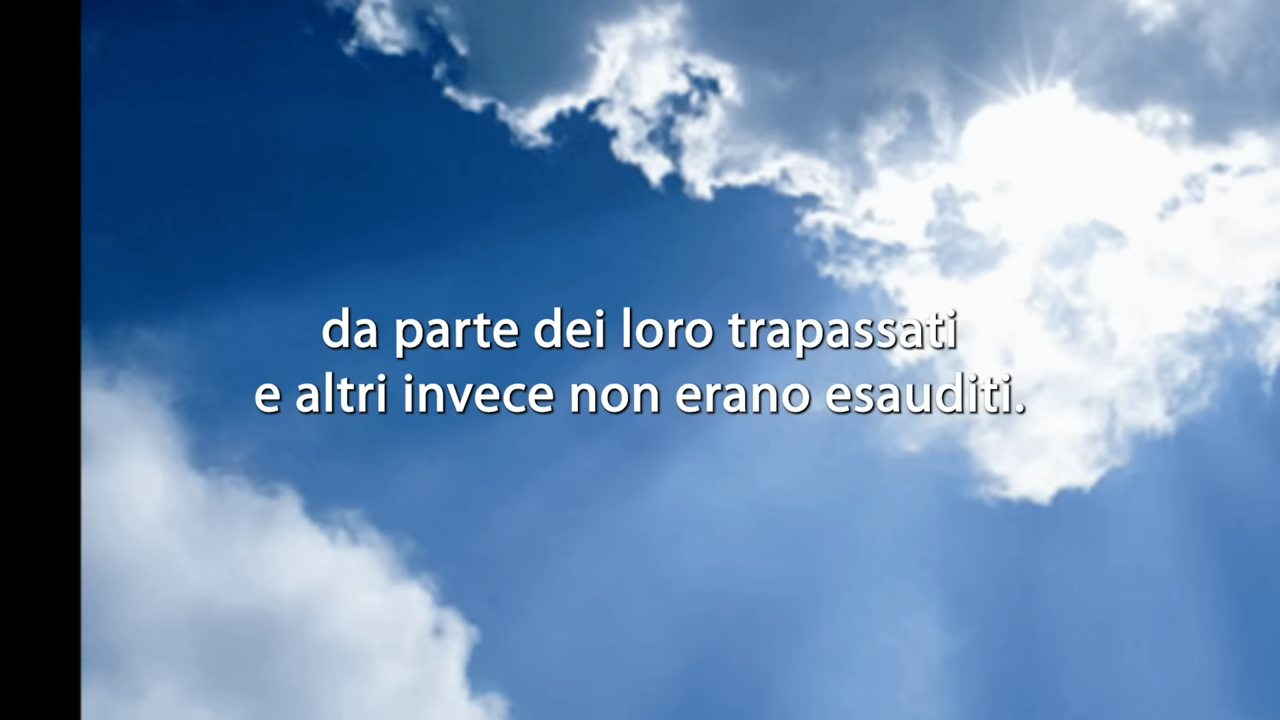 da parte dei loro trapassati
e altri invece non erano esauditi.